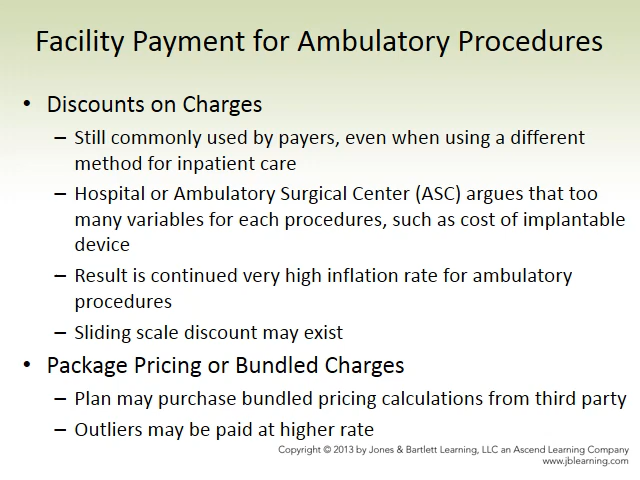 Facility Payment for Ambulatory Procedures
• Discounts on Charges
– Still commonly used by payers, even when using a different
method for inpatient care
– Hospital or Ambulatory Surgical Center (ASC) argues that too
many variables for each procedures, such as cost of implantable
device
– Result is continued very high inflation rate for ambulatory
procedures
– Sliding scale discount may exist
• Package Pricing or Bundled Charges
– Plan may purchase bundled pricing calculations from third party
– Outliers may be paid at higher rate
Copyright © 2013 by Jones & Bartlett Learning, LLC an Ascend Learning Company
www.jblearning.com